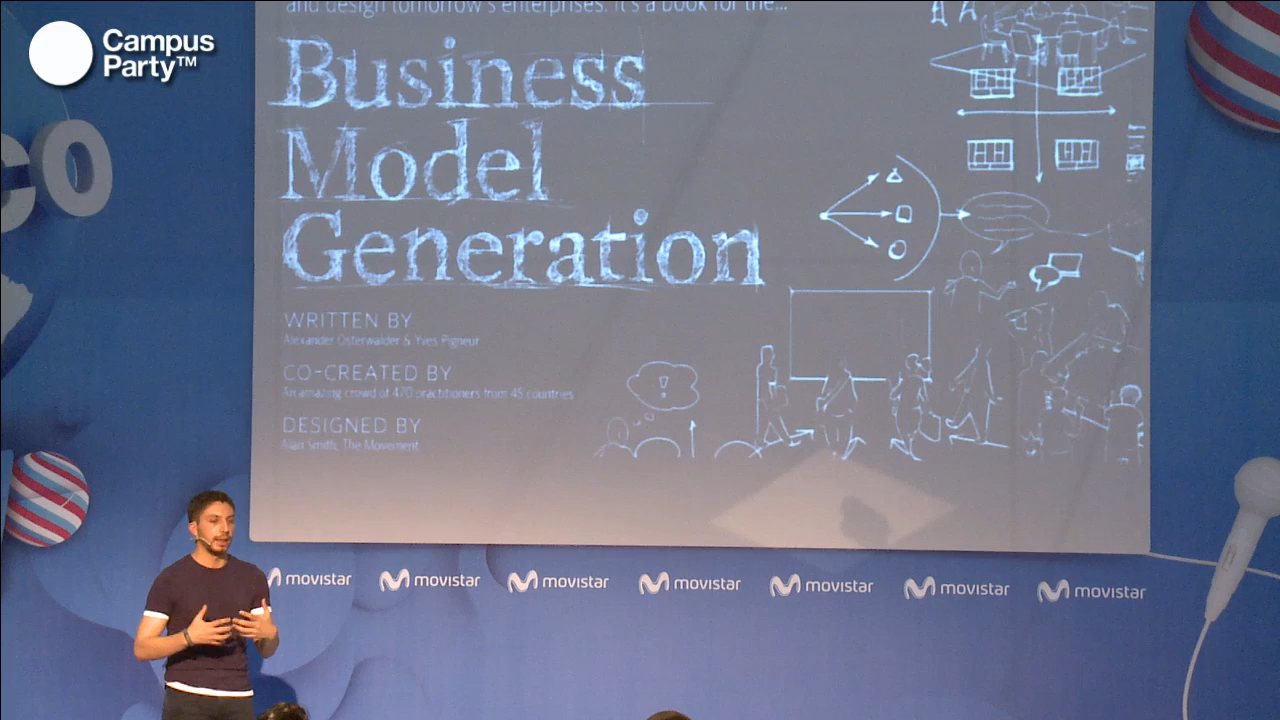 Campus
Party™
co
and design tomorrow's enterprises. It's a book for the...
Business
Model
Generation
WRITTEN BY
Alexander Osterwalder & Yves Pigneur
CO-CREATED BY
An amazing crowd of 470 practitioners from 45 countries
DESIGNED BY
Alan Smith, The Movement
movistar movistar movistar movistar movistar movistar movistar